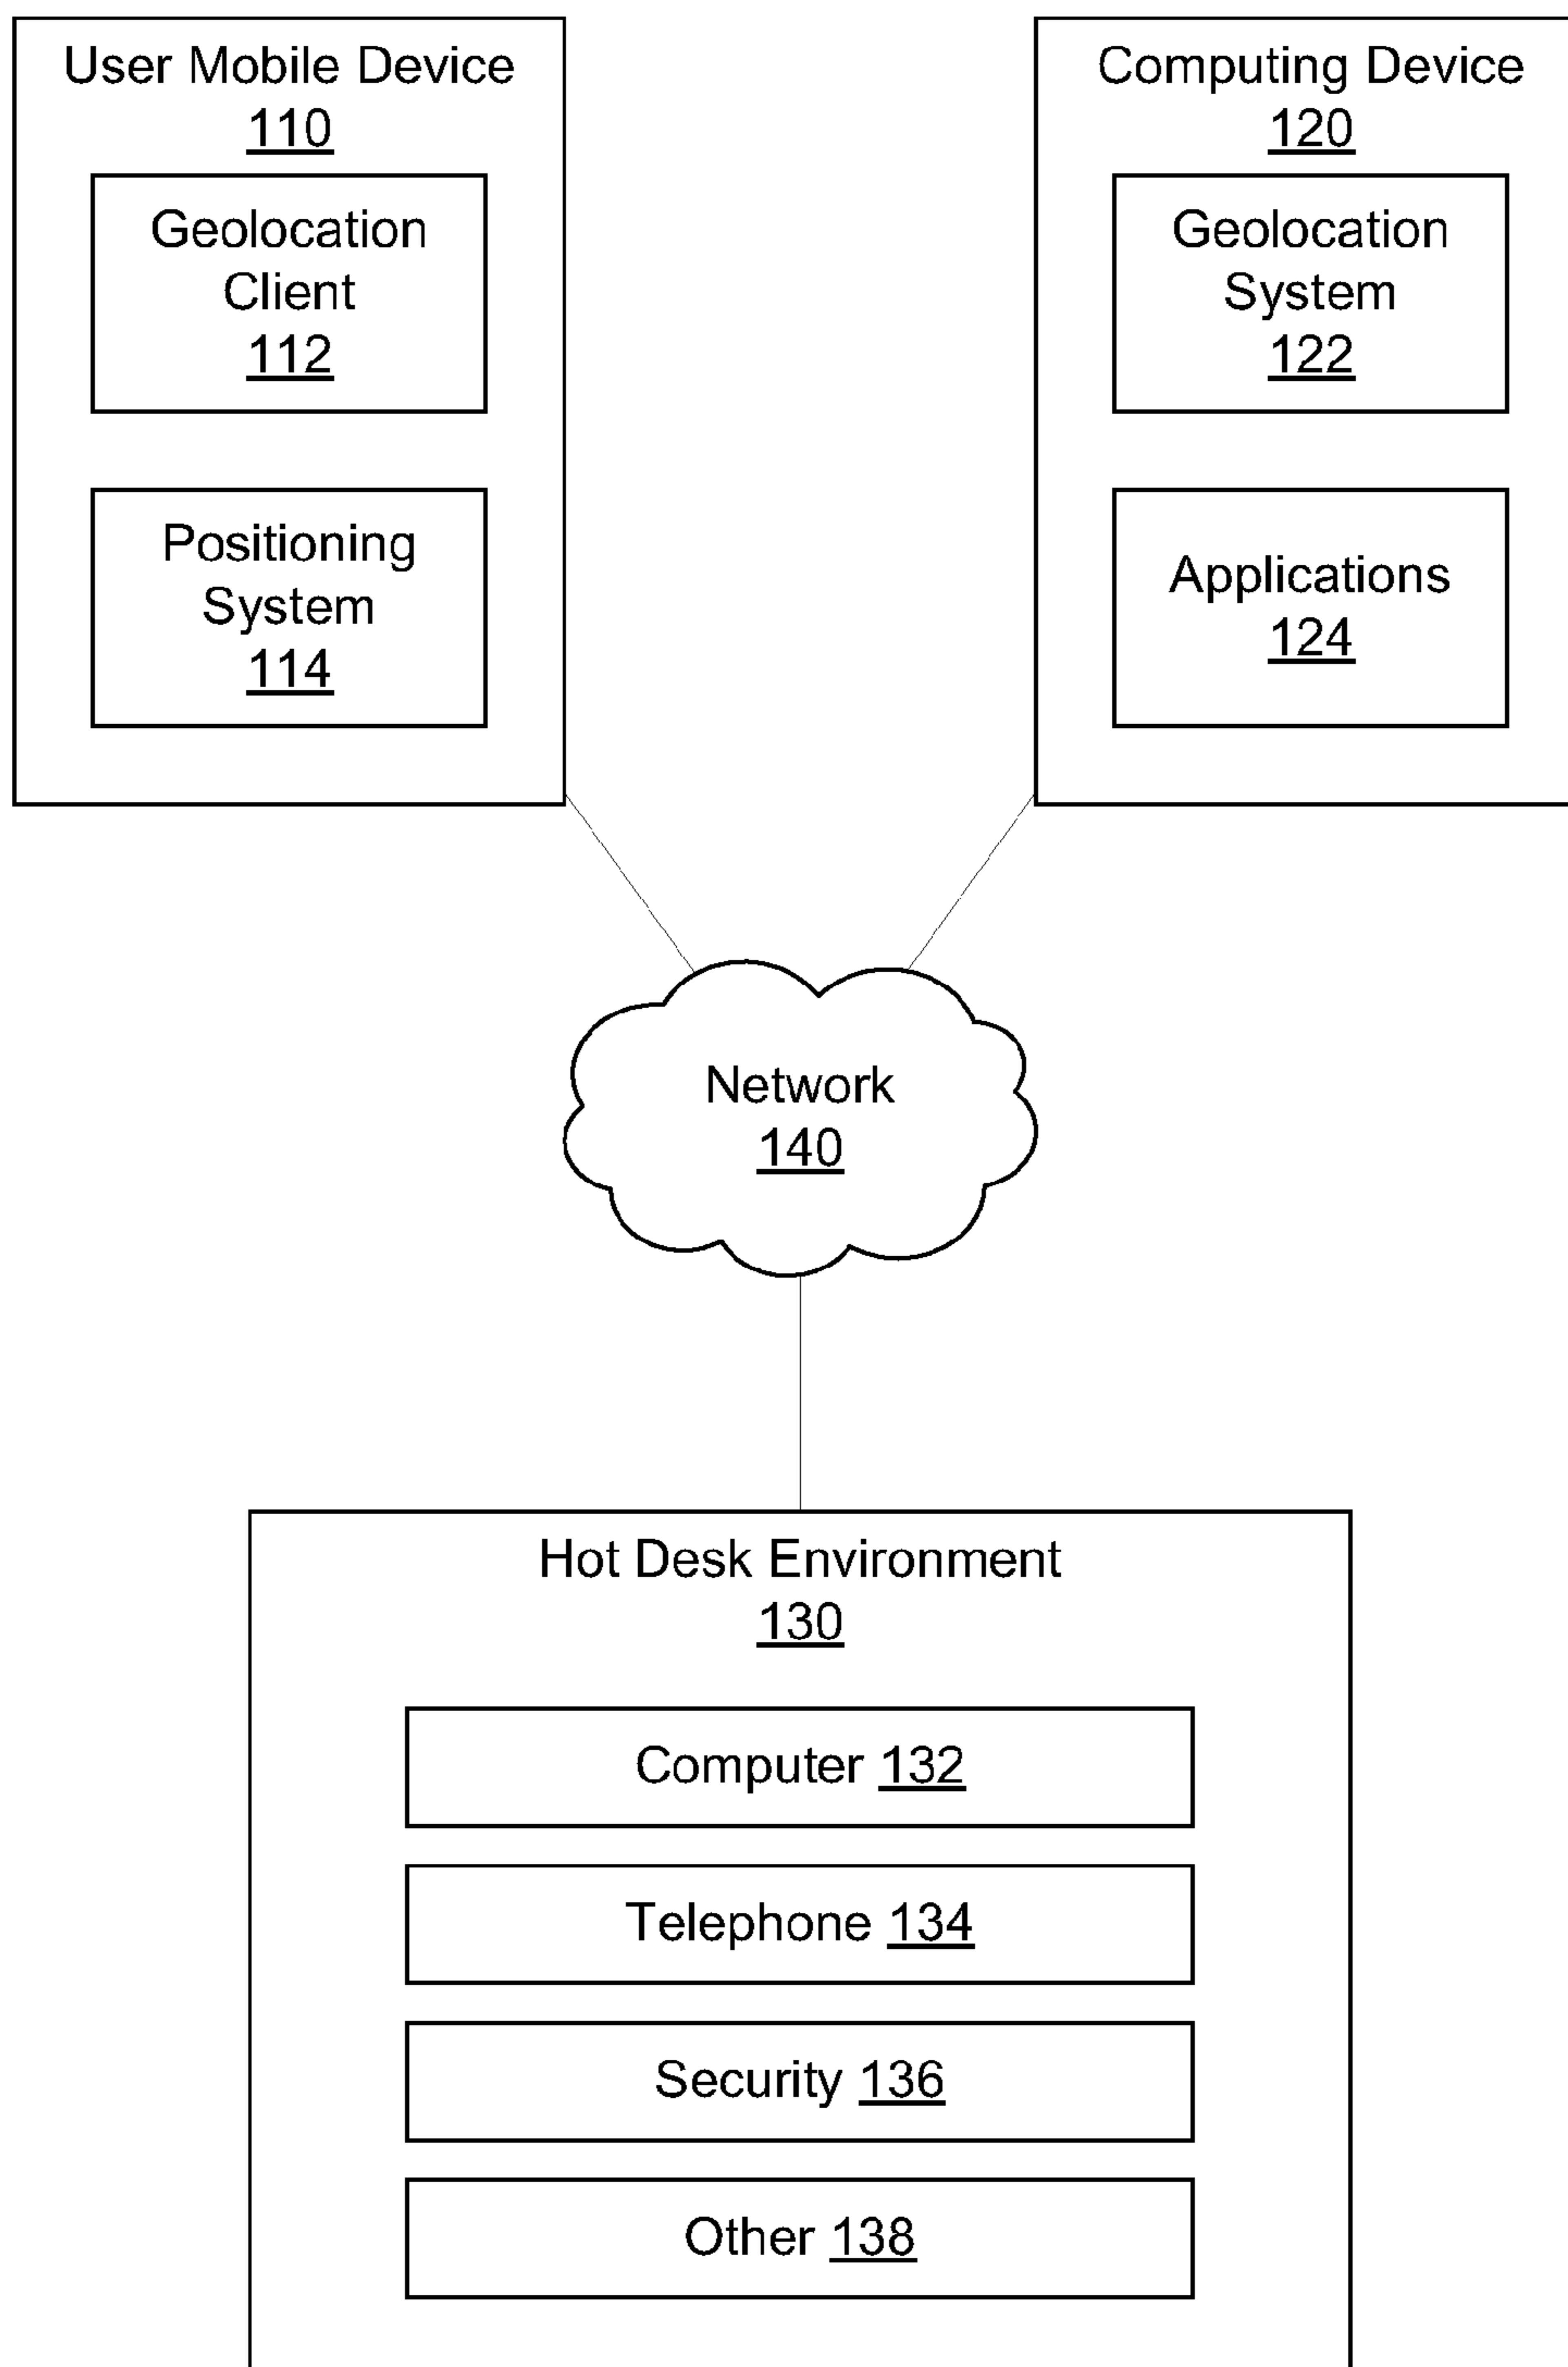 User Mobile Device
110
Geolocation
Client
112
Positioning
System
114
Computing Device
120
Geolocation
System
122
Applications
124
Network
140
Hot Desk Environment
130
Computer 132
Telephone 134
Security 136
Other 138